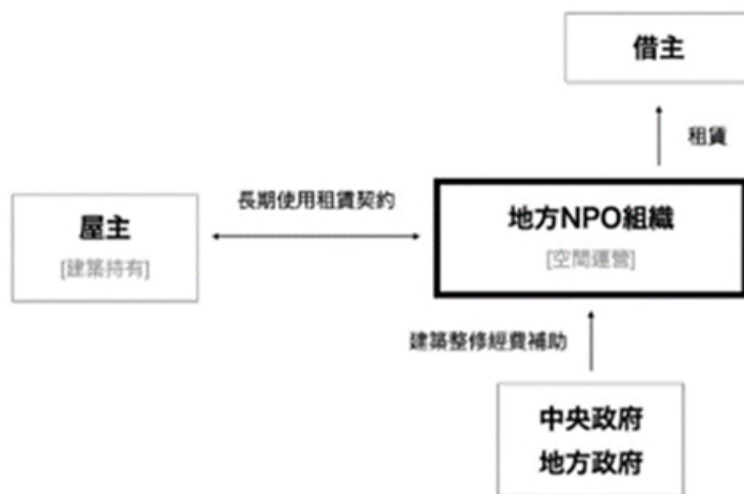 借主
租賃
長期使用租賃契約
屋主
[建築持有]
地方NPO組織
[空間運營]
建築整修經費補助
中央政府
地方政府